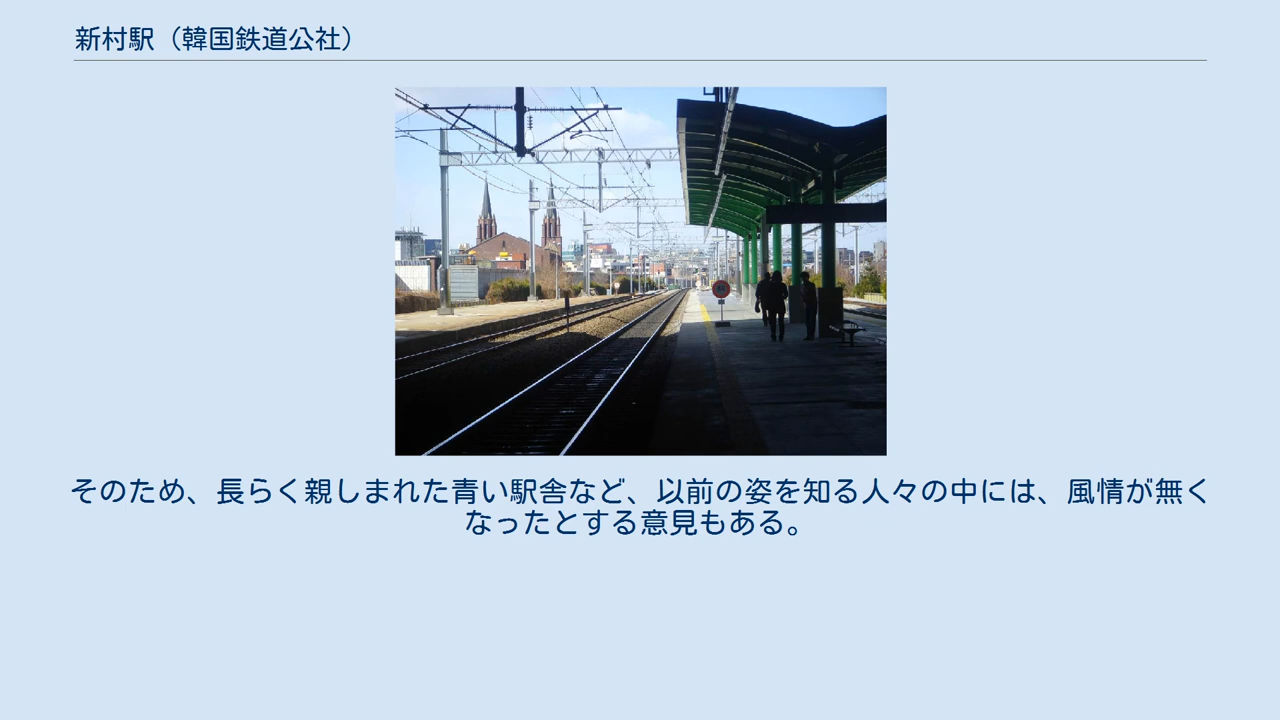 新村駅（韓国鉄道公社）
そのため、長らく親しまれた青い駅舎など、以前の姿を知る人々の中には、風情が無く
なったとする意見もある。